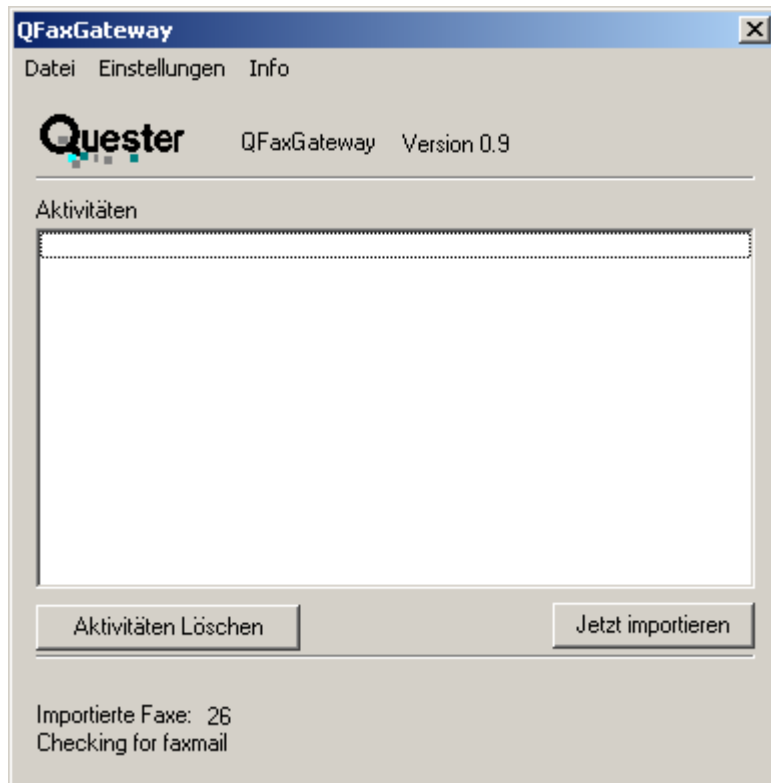 QFaxGateway
Datei Einstellungen Info
Quester QFaxGateway Version 0.9
Aktivitäten
Aktivitäten Löschen Jetzt importieren
Importierte Faxe: 26
Checking for faxmail